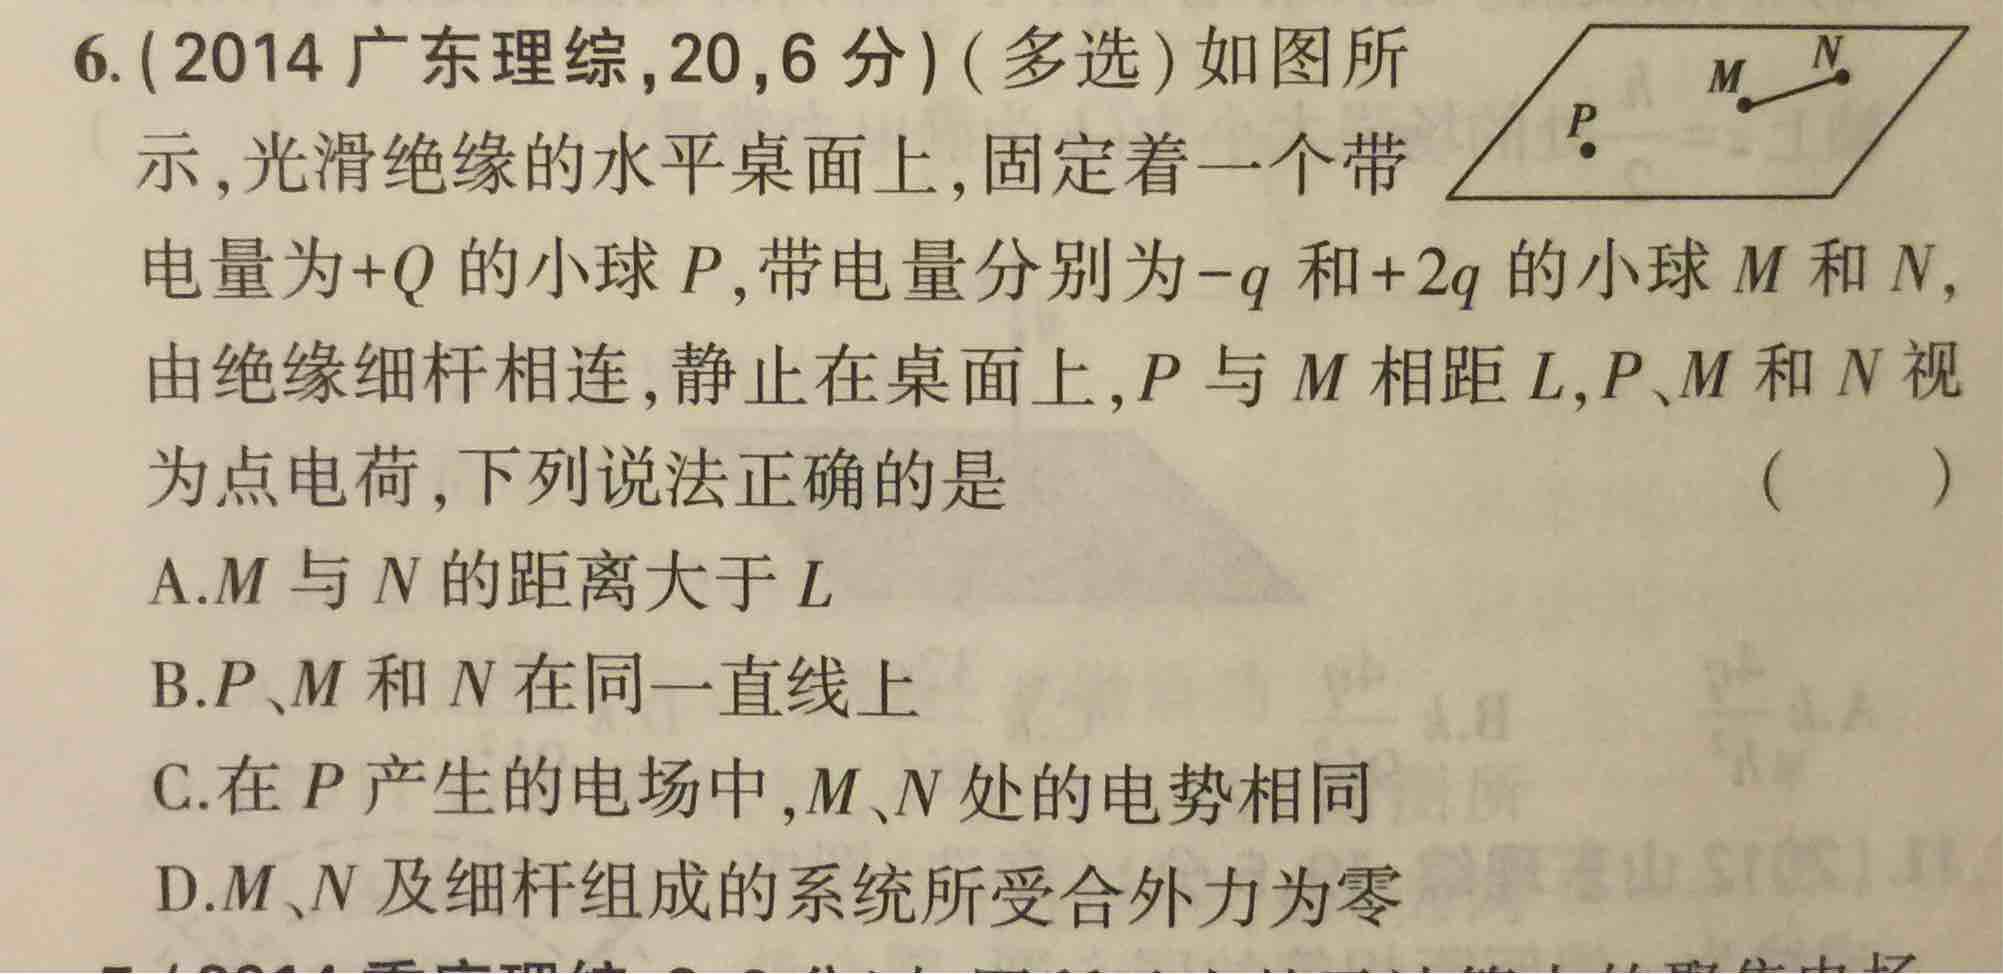 6.(2014 广东理综,20,6 分)(多选)如图所
示,光滑绝缘的水平桌面上,固定着一个带
电量为+Q 的小球 P,带电量分别为-q 和+2q 的小球 M 和 N,
由绝缘细杆相连,静止在桌面上,P 与 M 相距 L,P、M 和 N 视
为点电荷,下列说法正确的是 ( )
A.M 与 N 的距离大于 L
B.P、M 和 N 在同一直线上
C.在 P 产生的电场中,M、N 处的电势相同
D.M、N 及细杆组成的系统所受合外力为零
P
M
N